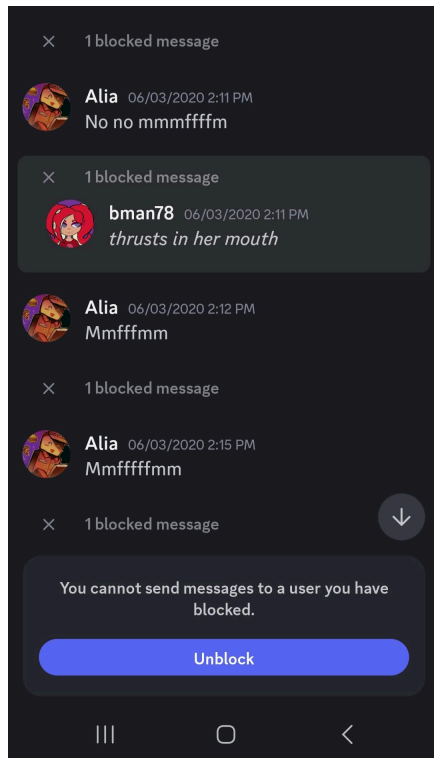 1 blocked message
Alia 06/03/2020 2:11 PM
No no mmmffffm
1 blocked message
bman78 06/03/2020 2:11 PM
thrusts in her mouth
Alia 06/03/2020 2:12 PM
Mmfffmm
1 blocked message
Alia 06/03/2020 2:15 PM
Mmfffffmm
1 blocked message
You cannot send messages to a user you have
blocked.
Unblock